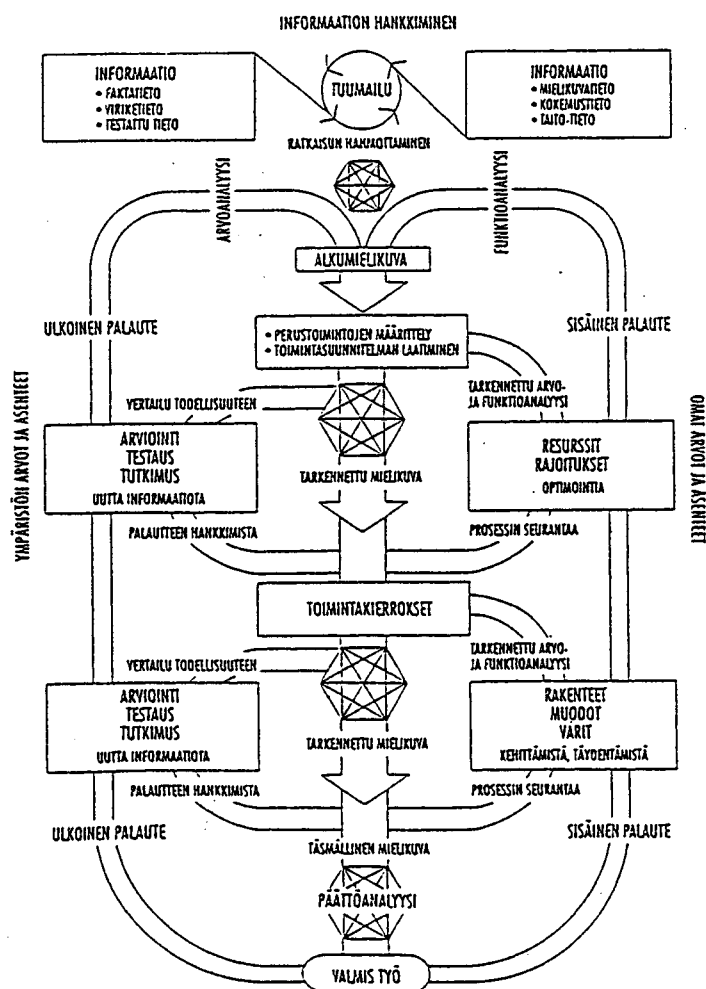 INFORMAATION HANKKIMINEN
INFORMAATIO
• FAKTATIETO
• VIRIKETIETO
• TESTATTU TIETO
TUUMAILU
INFORMAATIO
• MIELIKUVATIETO
• KOKEMUSTIETO
• TAITO-TIETO
RATKAISUN HAHMOTTAMINEN
ARVOANALYYSI
FUNKTIOANALYYSI
ALKUMIELIKUVA
ULKOINEN PALAUTE
SISÄINEN PALAUTE
• PERUSTOIMINTOJEN MÄÄRITTELY
• TOIMINTASUUNNITELMAN LAATIMINEN
YMPÄRISTÖN ARVOT JA ASENTEET
OMAT ARVOT JA ASENTEET
VERTAILU TODELLISUUTEEN
TARKENNETTU ARVO-
JA FUNKTIOANALYYSI
ARVIOINTI
TESTAUS
TUTKIMUS
UUTTA INFORMAATIOTA
RESURSSIT
RAJOITUKSET
OPTIMOINTIA
TARKENNETTU MIELIKUVA
PALAUTTEEN HANKKIMISTA
PROSESSIN SEURANTAA
TOIMINTAKIERROKSET
VERTAILU TODELLISUUTEEN
TARKENNETTU ARVO-
JA FUNKTIOANALYYSI
ARVIOINTI
TESTAUS
TUTKIMUS
UUTTA INFORMAATIOTA
RAKENTEET
MUODOT
VÄRIT
KEHITTÄMISTÄ, TÄYDENTÄMISTÄ
TARKENNETTU MIELIKUVA
PALAUTTEEN HANKKIMISTA
PROSESSIN SEURANTAA
ULKOINEN PALAUTE
SISÄINEN PALAUTE
TÄSMÄLLINEN MIELIKUVA
PÄÄTTÖANALYYSI
VALMIS TYÖ